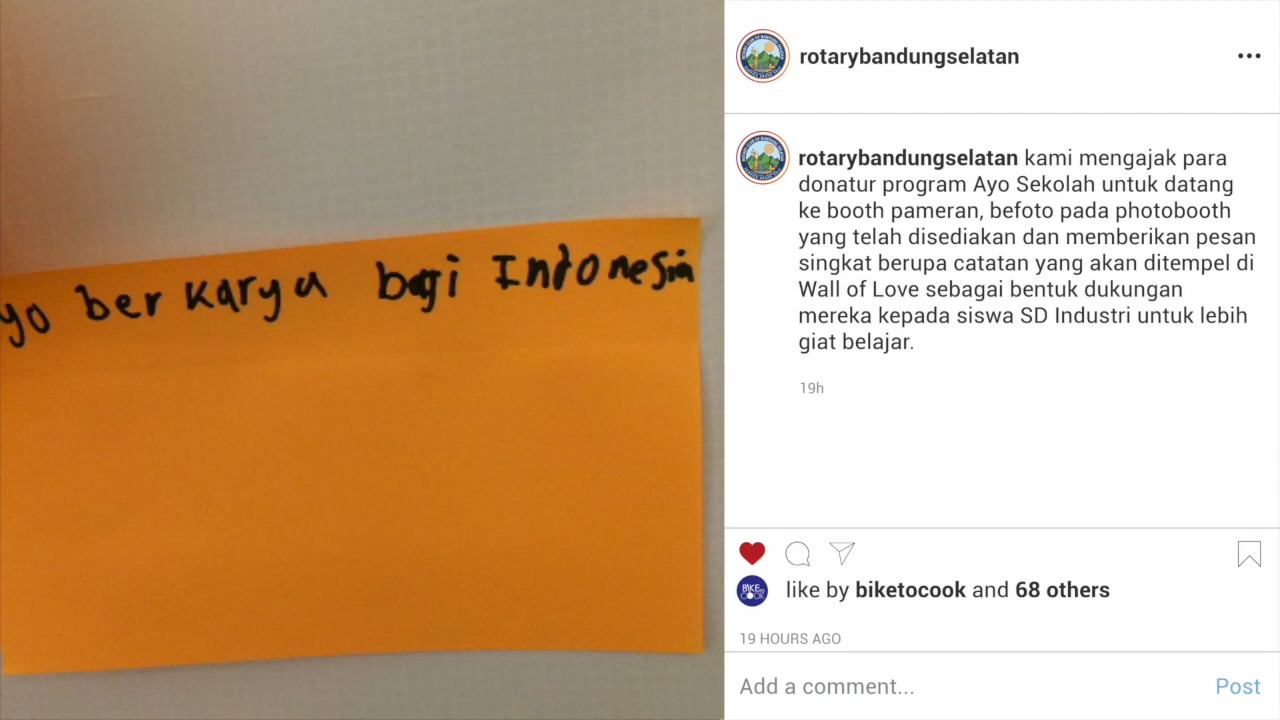 yo ber karya bagi Indonesia
rotarybandungselatan
rotarybandungselatan kami mengajak para
donatur program Ayo Sekolah untuk datang
ke booth pameran, befoto pada photobooth
yang telah disediakan dan memberikan pesan
singkat berupa catatan yang akan ditempel di
Wall of Love sebagai bentuk dukungan
mereka kepada siswa SD Industri untuk lebih
giat belajar.
19h
BIKE
COOK
like by biketocook and 68 others
19 HOURS AGO
Add a comment...
Post